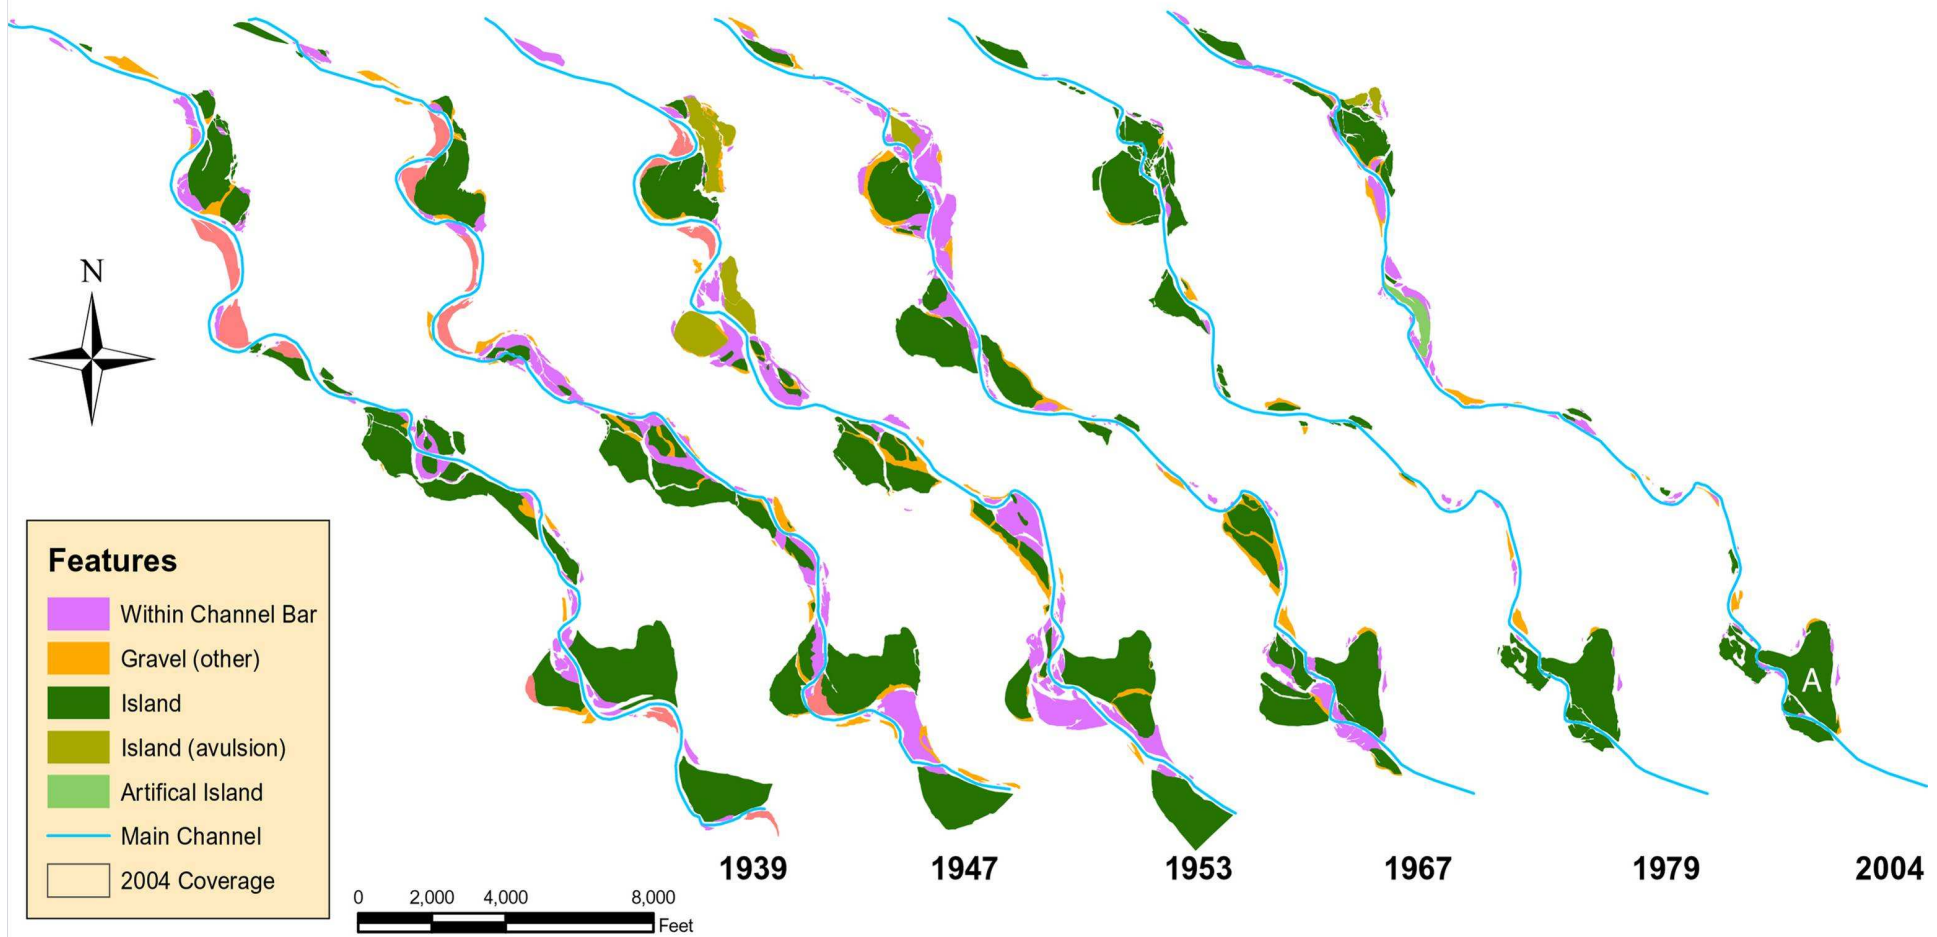 N
A
Features
Within Channel Bar
Gravel (other)
Island
Island (avulsion)
Artifical Island
Main Channel
2004 Coverage
0 2,000 4,000 8,000
Feet
1939 1947 1953 1967 1979 2004